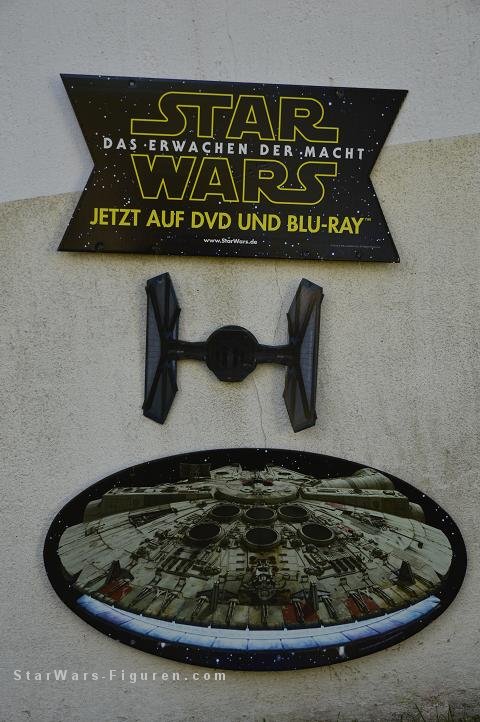 STAR
DAS ERWACHEN DER MACHT
WARS
JETZT AUF DVD UND BLU-RAY™
www.StarWars.de
StarWars-Figuren.com